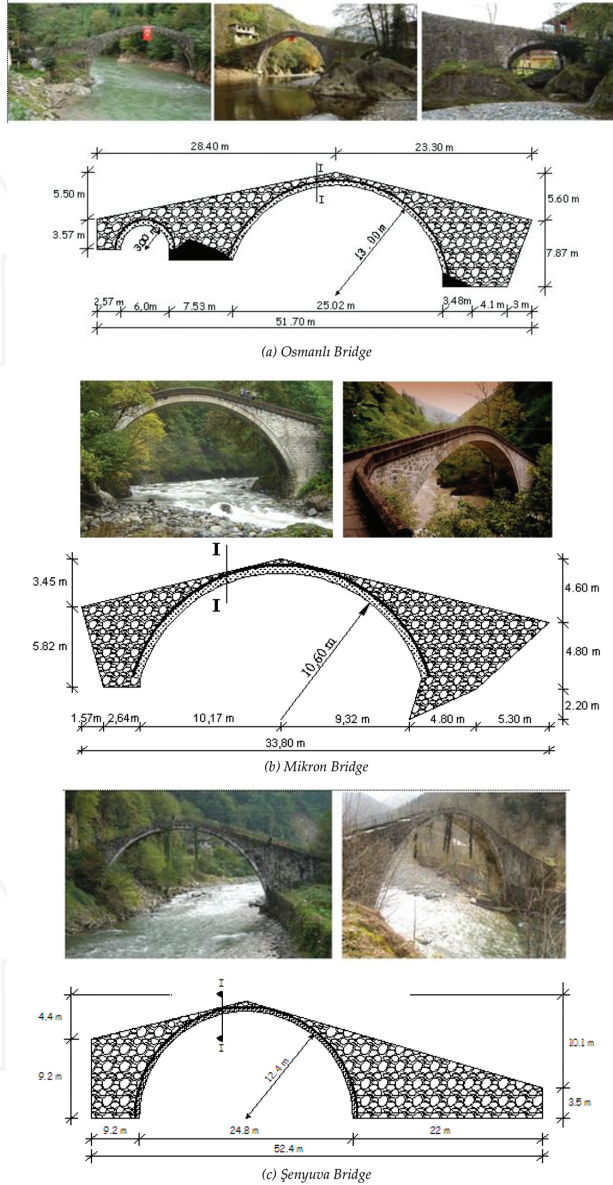 28.40 m 23.30 m
I
5.50 m 5.60 m
I
3.57 m 3.00 13.00 m 7.87 m
2,57 m 6,0m 7.53 m 25.02 m 3.48m 4.1 m 3 m
51.70 m
(a) Osmanlı Bridge
I
3.45 m 4.60 m
I
5.82 m 10,60 m 4.80 m
2.20 m
1.57m 2,64m 10,17 m 9,32 m 4.80 m 5.30 m
33,80 m
(b) Mikron Bridge
I
4.4 m 10.1 m
I
9.2 m 12.4 m 3.5 m
9.2 m 24.8 m 22 m
52.4 m
(c) Şenyuva Bridge